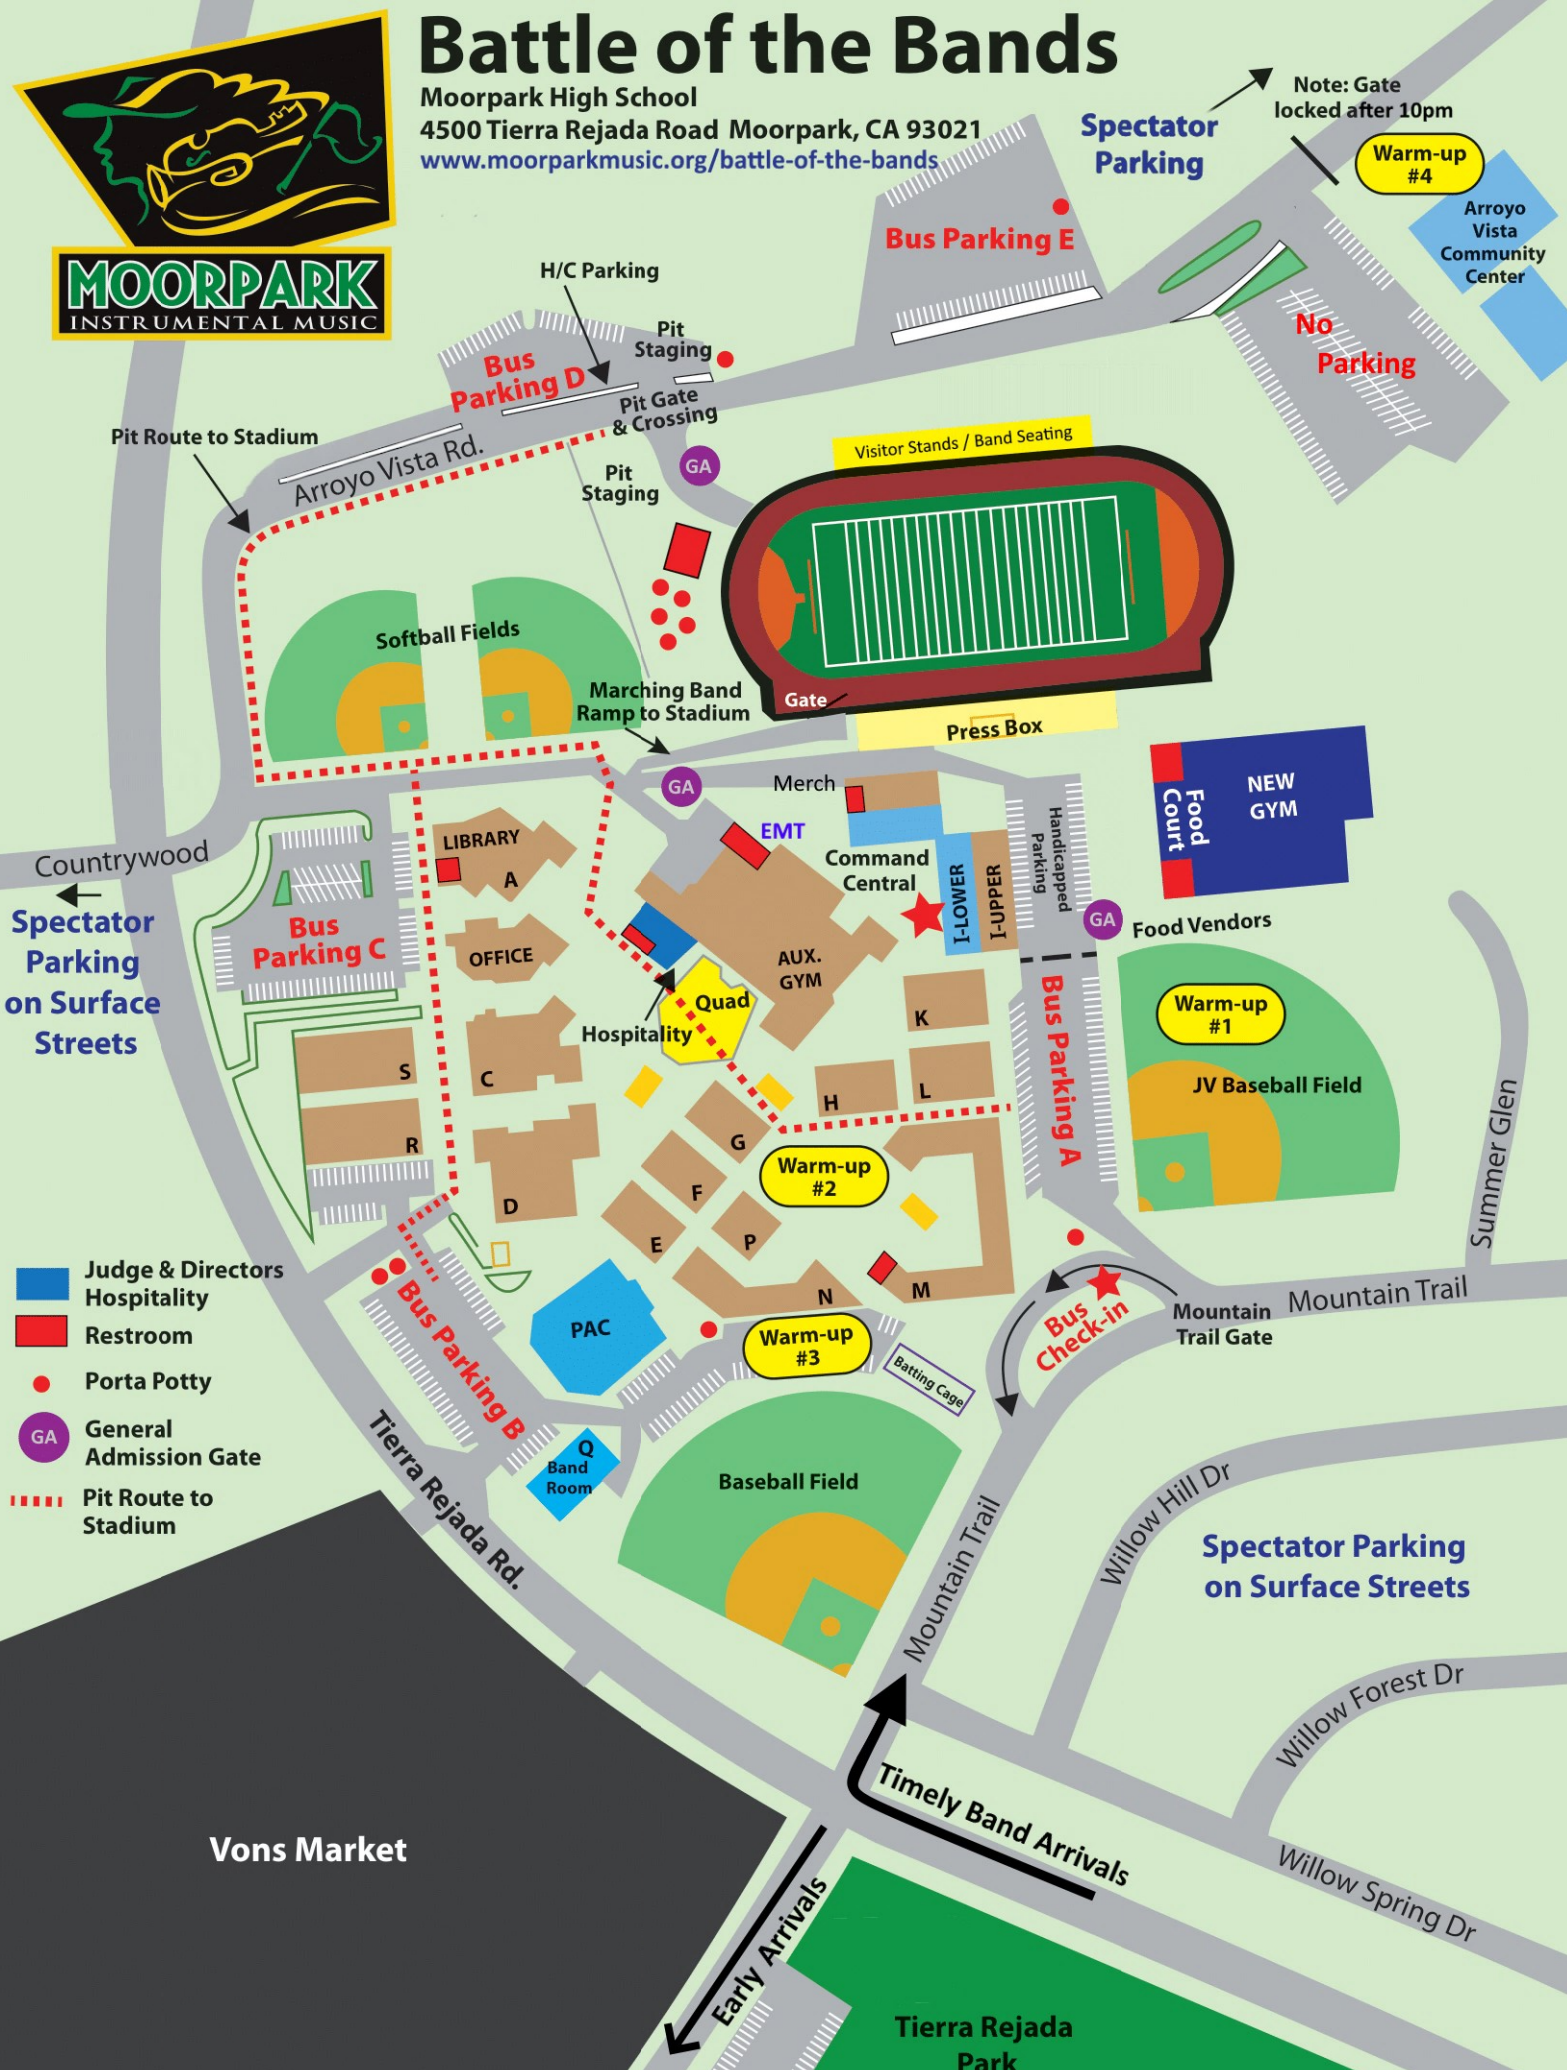 Battle of the Bands
Moorpark High School
4500 Tierra Rejada Road Moorpark, CA 93021
www.moorparkmusic.org/battle-of-the-bands
MOORPARK
INSTRUMENTAL MUSIC
Spectator
Parking
Note: Gate
locked after 10pm
Warm-up
#4
Arroyo
Vista
Community
Center
Bus Parking E
No
Parking
H/C Parking
Pit
Staging
Bus
Parking D
Pit Gate
& Crossing
Pit Route to Stadium
Arroyo Vista Rd.
GA
Pit
Staging
Visitor Stands / Band Seating
Softball Fields
Marching Band
Ramp to Stadium
Gate
Press Box
GA
Merch
EMT
Command
Central
I-LOWER
I-UPPER
Handicapped
Parking
Food
Court
NEW
GYM
GA
Food Vendors
Countrywood
Spectator
Parking
on Surface
Streets
Bus
Parking C
LIBRARY
A
OFFICE
AUX.
GYM
Quad
Hospitality
K
L
H
Bus Parking A
Warm-up
#1
JV Baseball Field
Summer Glen
S
R
C
D
G
F
E
P
N
M
Warm-up
#2
Judge & Directors
Hospitality
Restroom
Porta Potty
GA
General
Admission Gate
Pit Route to
Stadium
Bus Parking B
PAC
Warm-up
#3
Batting Cage
Bus
Check-in
Mountain
Trail Gate
Mountain Trail
Q
Band
Room
Baseball Field
Tierra Rejada Rd.
Mountain Trail
Willow Hill Dr
Spectator Parking
on Surface Streets
Willow Forest Dr
Willow Spring Dr
Timely Band Arrivals
Early Arrivals
Vons Market
Tierra Rejada
Park